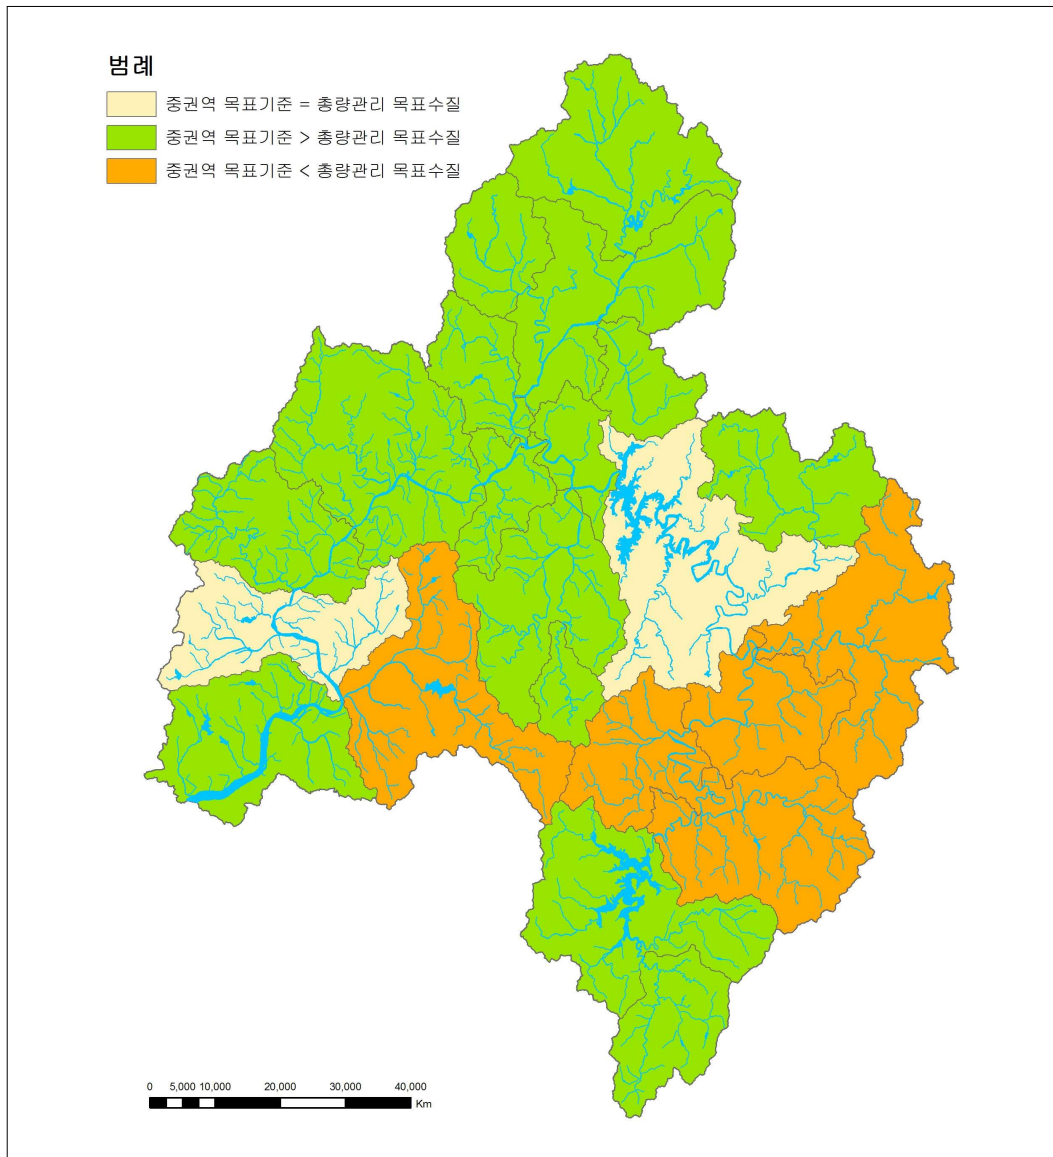 범례
중권역 목표기준 = 총량관리 목표수질
중권역 목표기준 > 총량관리 목표수질
중권역 목표기준 < 총량관리 목표수질
0 5,000 10,000 20,000 30,000 40,000
Km